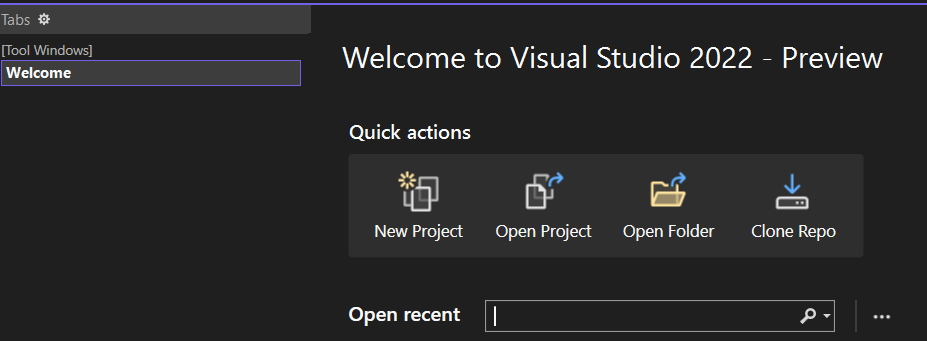 Tabs
[Tool Windows]
Welcome
Welcome to Visual Studio 2022 - Preview
Quick actions
New Project Open Project Open Folder Clone Repo
Open recent